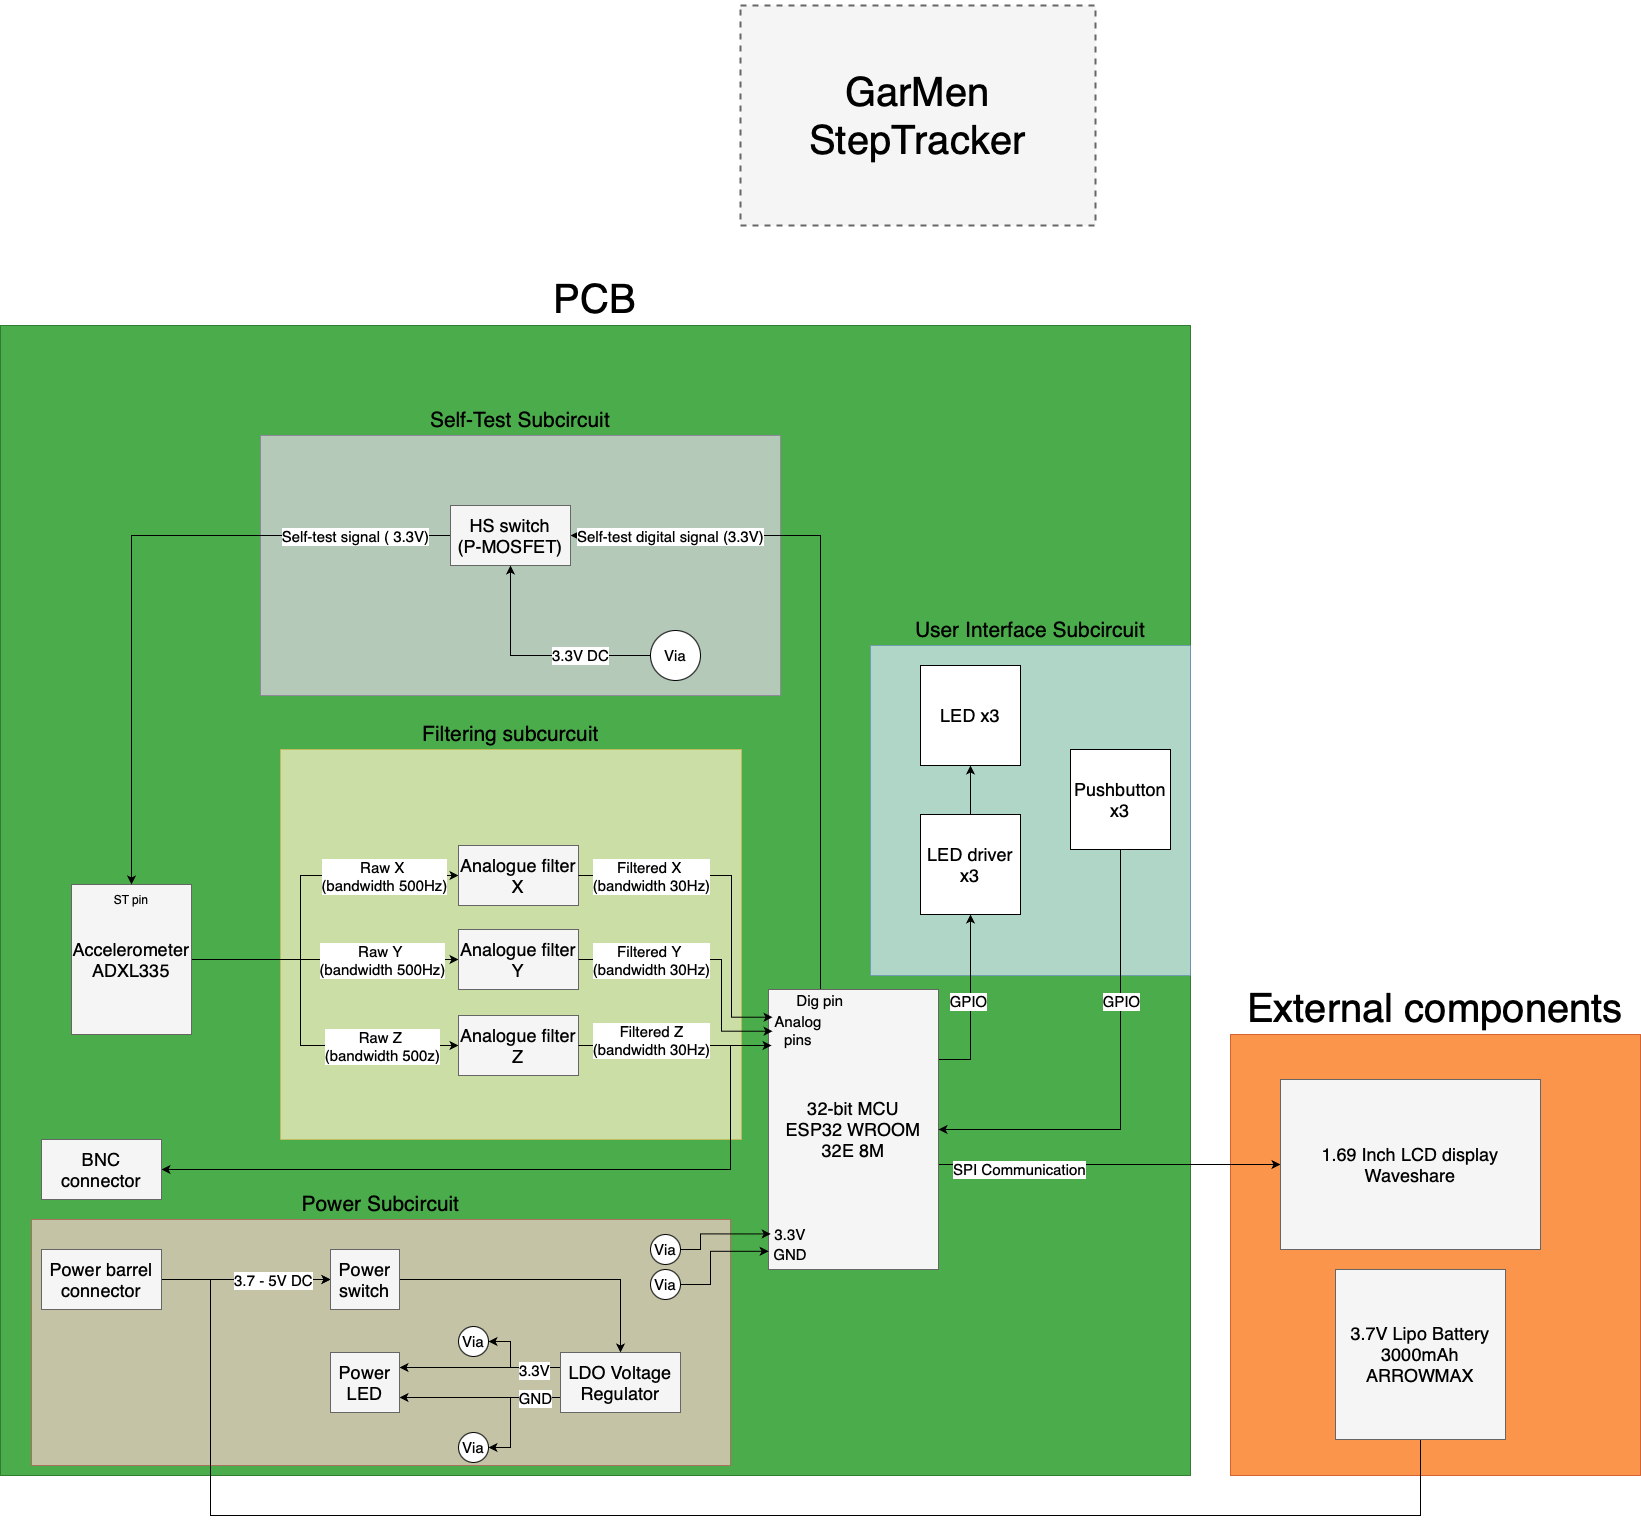 GarMen
StepTracker
PCB
Self-Test Subcircuit
Self-test signal ( 3.3V)
HS switch
(P-MOSFET)
Self-test digital signal (3.3V)
3.3V DC
Via
User Interface Subcircuit
LED x3
Pushbutton
x3
LED driver
x3
GPIO
GPIO
Filtering subcurcuit
Raw X
(bandwidth 500Hz)
Analogue filter
X
Filtered X
(bandwidth 30Hz)
Raw Y
(bandwidth 500Hz)
Analogue filter
Y
Filtered Y
(bandwidth 30Hz)
Raw Z
(bandwidth 500z)
Analogue filter
Z
Filtered Z
(bandwidth 30Hz)
ST pin
Accelerometer
ADXL335
Dig pin
Analog
pins
32-bit MCU
ESP32 WROOM
32E 8M
3.3V
GND
SPI Communication
BNC
connector
Power Subcircuit
Power barrel
connector
3.7 - 5V DC
Power
switch
Via
Via
Via
3.3V
Power
LED
GND
LDO Voltage
Regulator
Via
External components
1.69 Inch LCD display
Waveshare
3.7V Lipo Battery
3000mAh
ARROWMAX